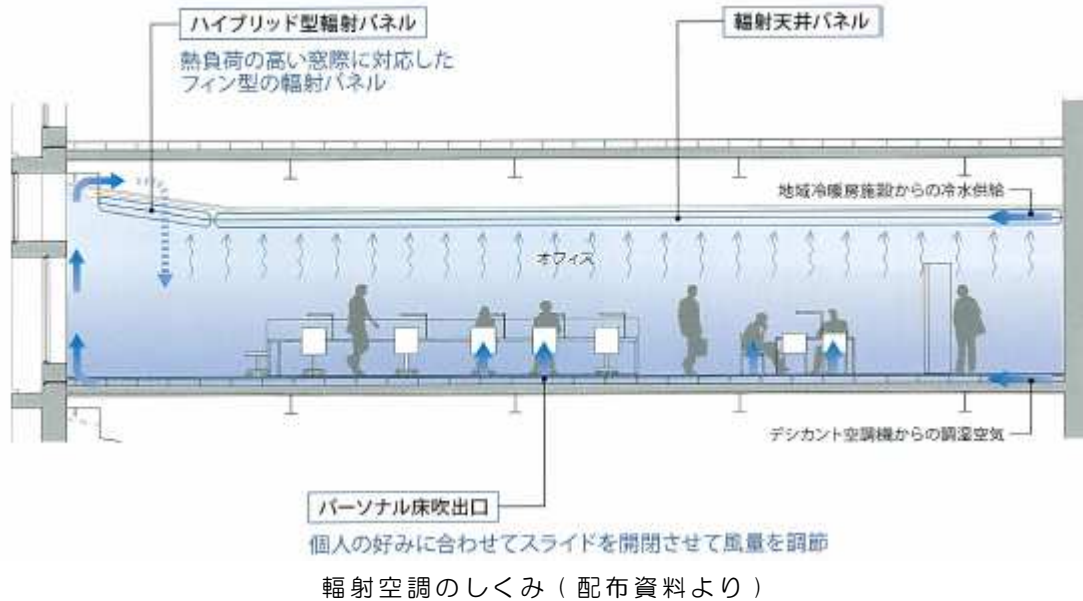 ハイブリッド型輻射パネル
熱負荷の高い窓際に対応した
フィン型の輻射パネル
輻射天井パネル
地域冷暖房施設からの冷水供給
オフィス
デシカント空調機からの調湿空気
パーソナル床吹出口
個人の好みに合わせてスライドを開閉させて風量を調節
輻射空調のしくみ(配布資料より)